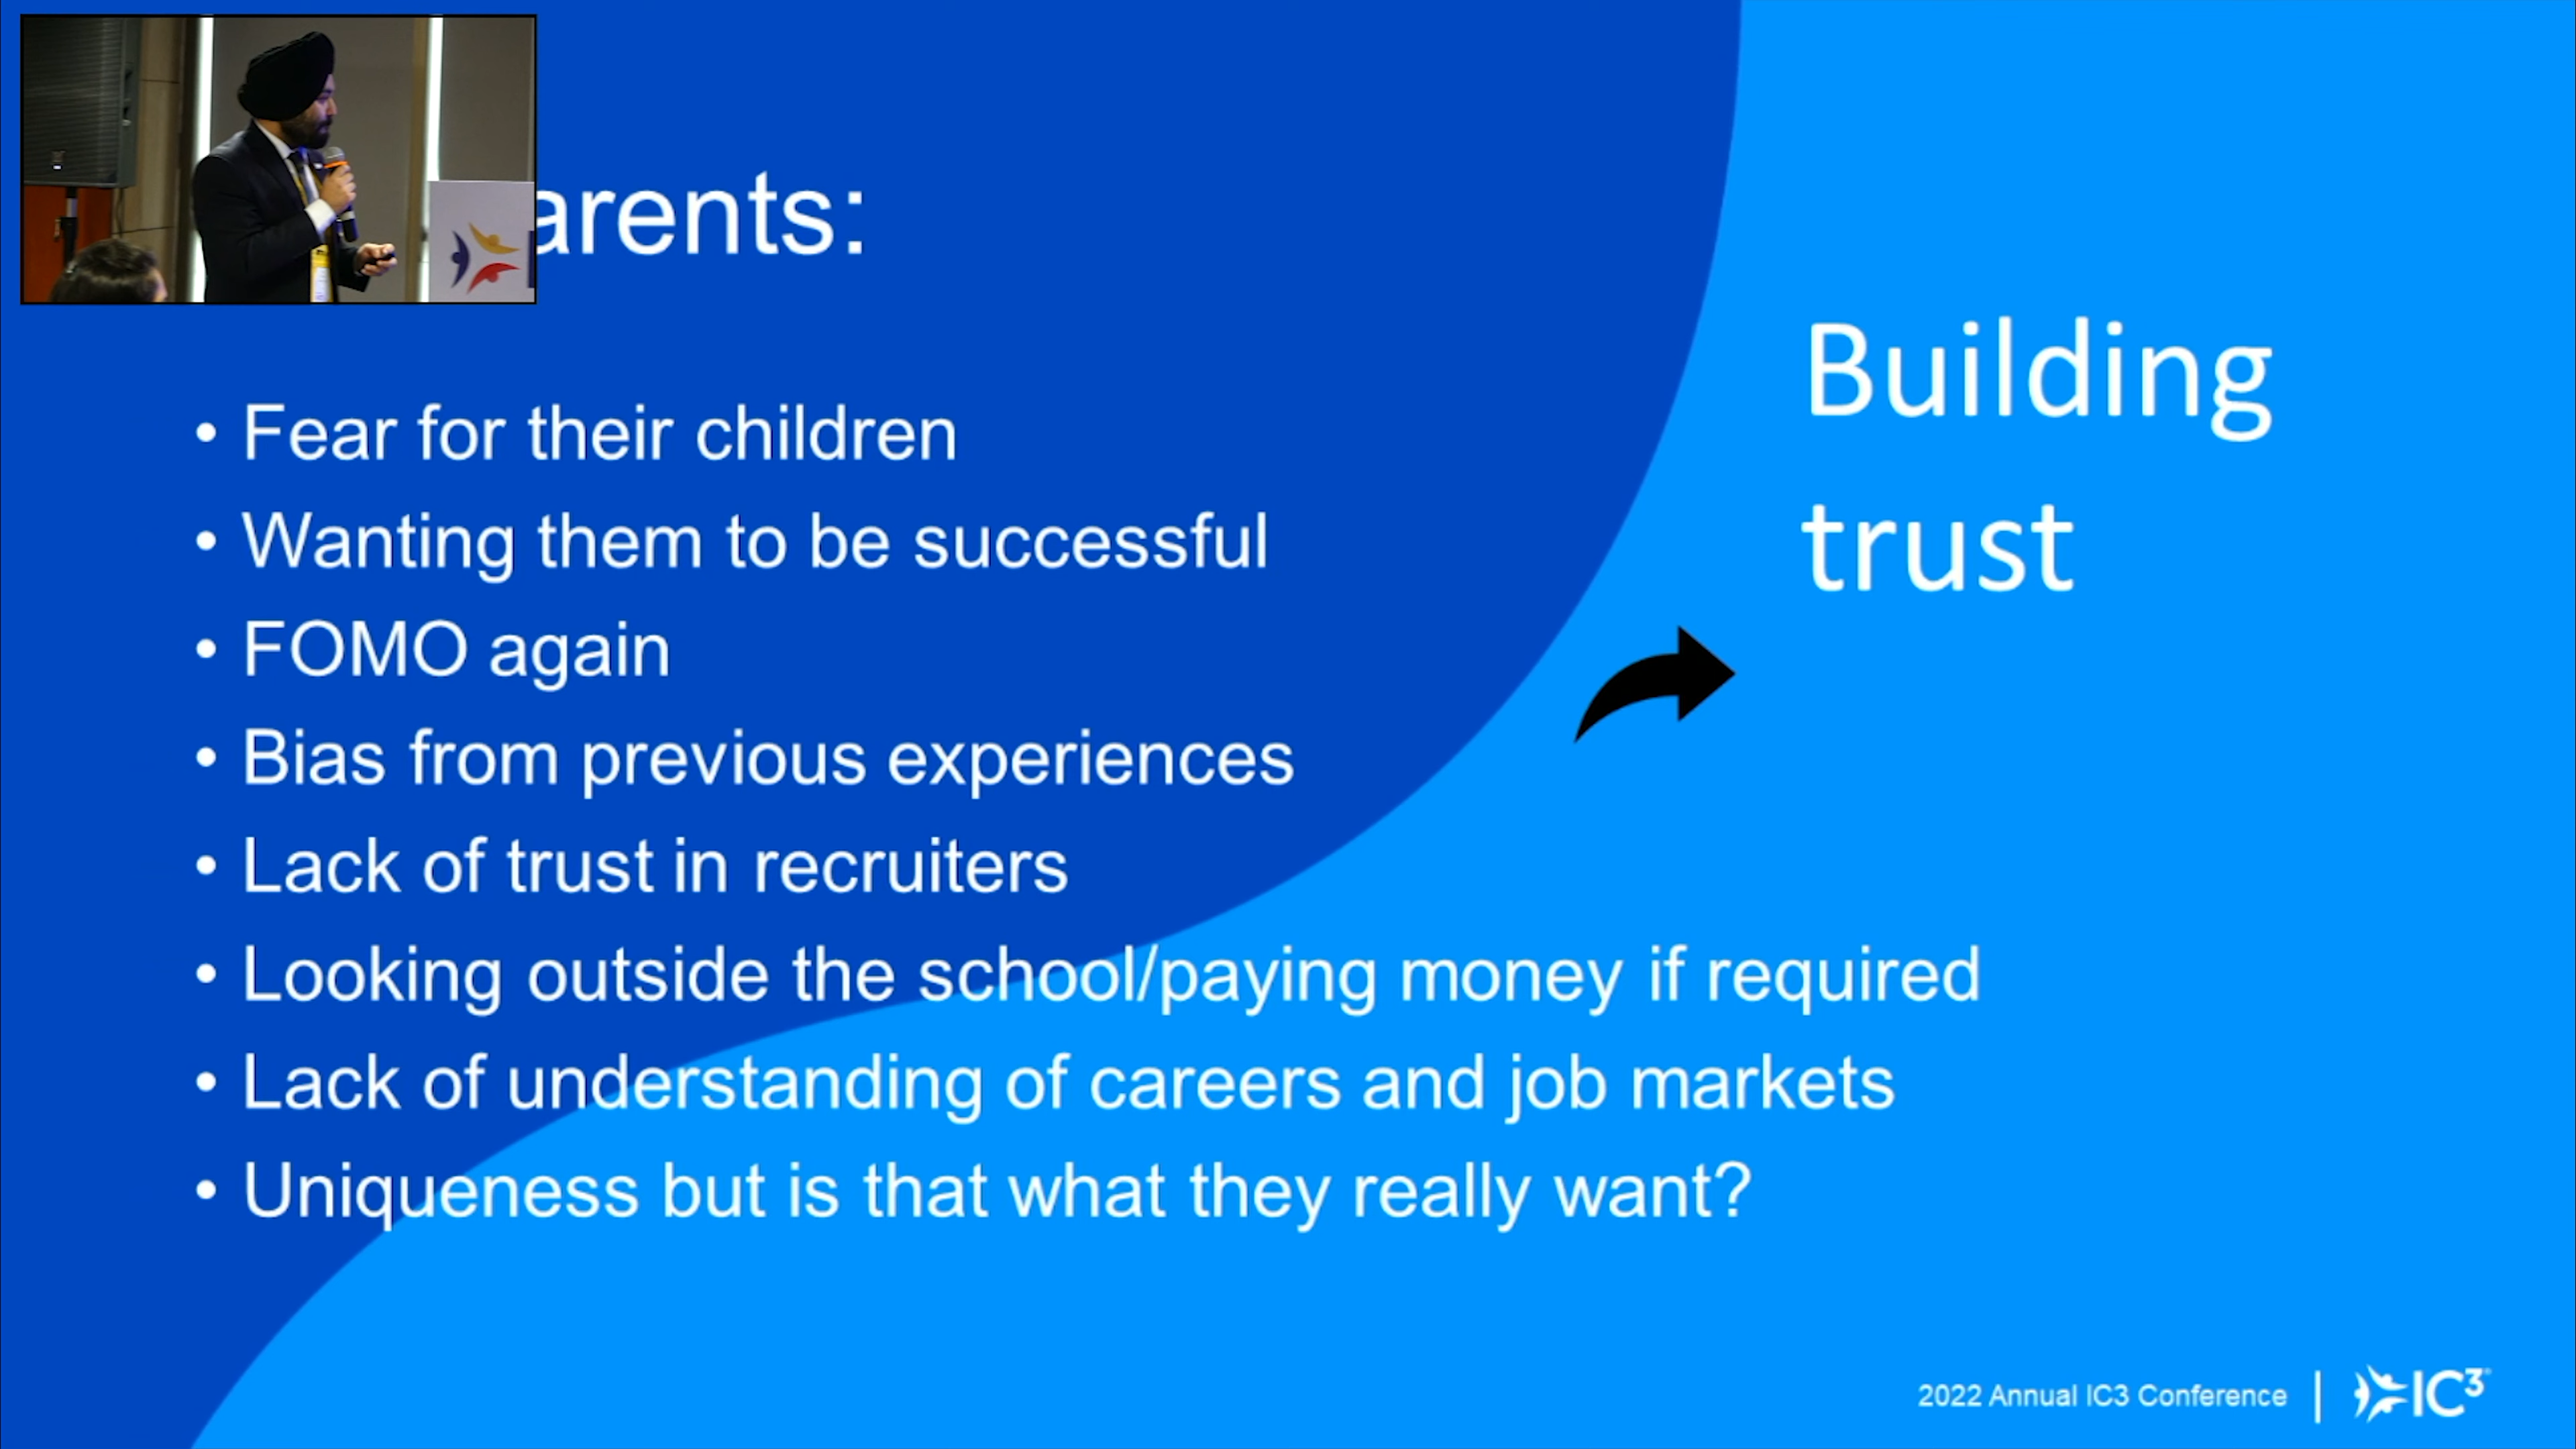 arents:
Building
trust
• Fear for their children
• Wanting them to be successful
• FOMO again
• Bias from previous experiences
• Lack of trust in recruiters
• Looking outside the school/paying money if required
• Lack of understanding of careers and job markets
• Uniqueness but is that what they really want?
2022 Annual IC3 Conference
IC³